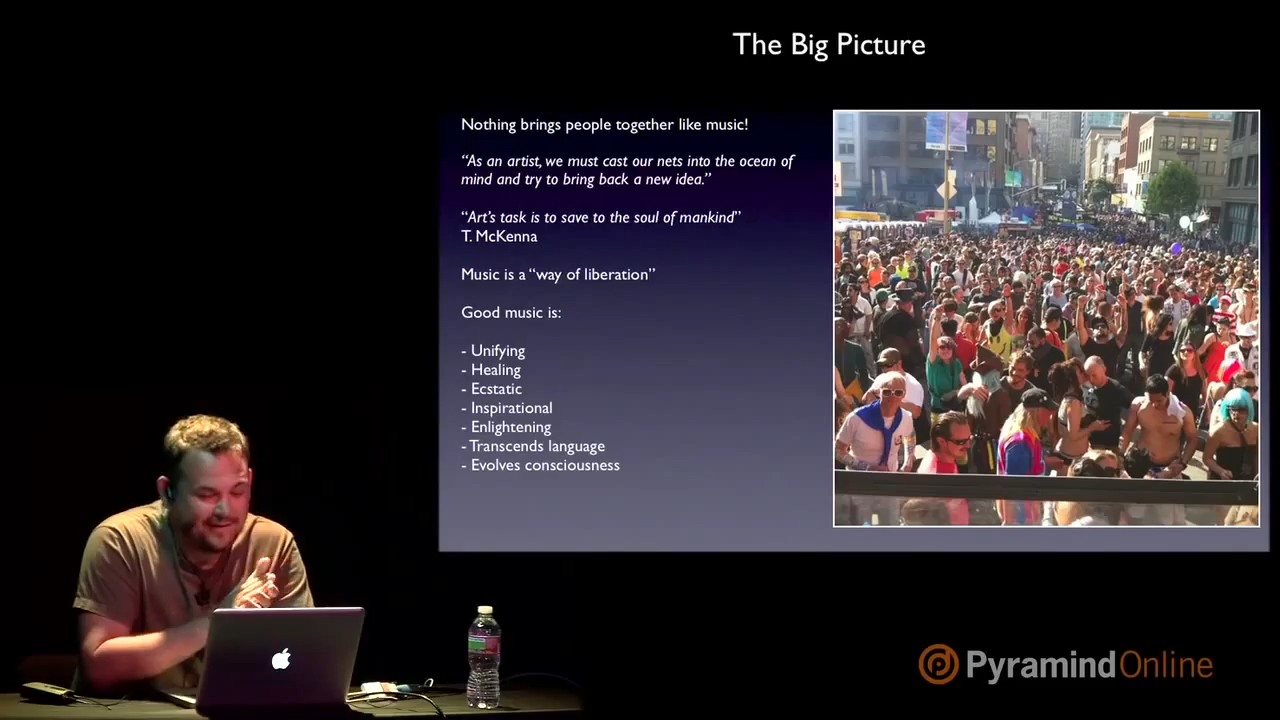 The Big Picture
Nothing brings people together like music!
“As an artist, we must cast our nets into the ocean of
mind and try to bring back a new idea.”
“Art’s task is to save to the soul of mankind”
T. McKenna
Music is a “way of liberation”
Good music is:
- Unifying
- Healing
- Ecstatic
- Inspirational
- Enlightening
- Transcends language
- Evolves consciousness
PyramindOnline